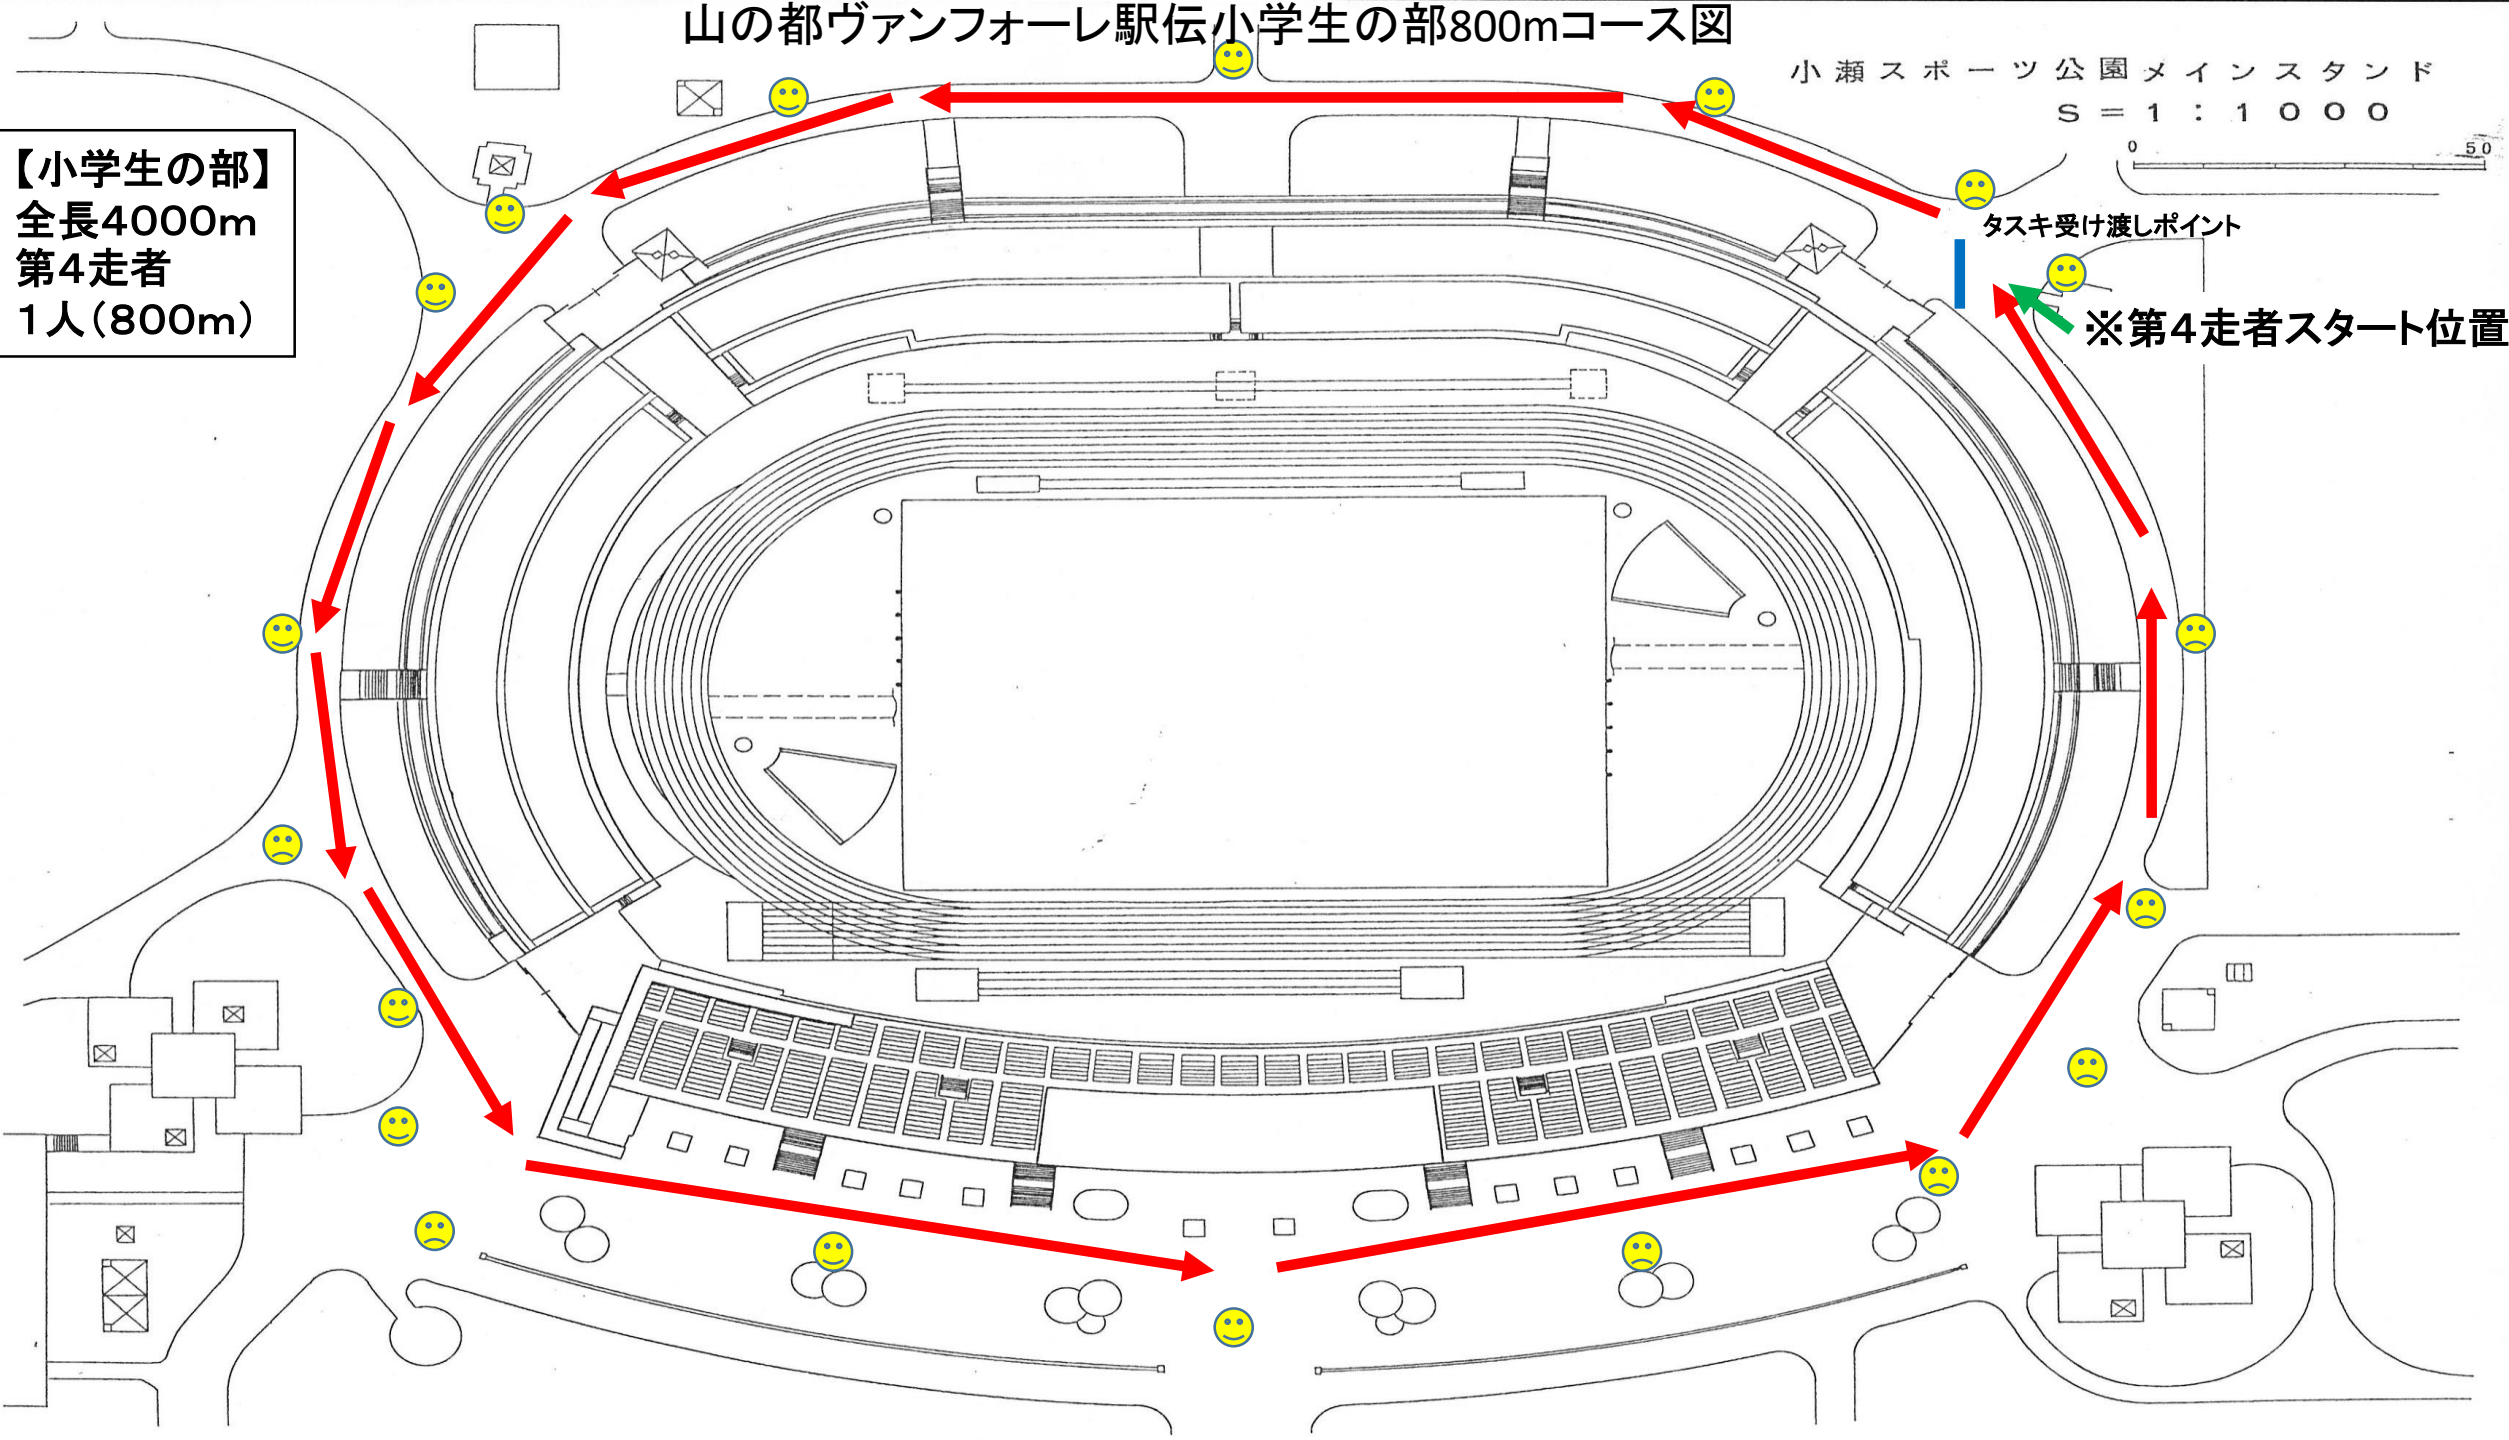 山の都ヴァンフォーレ駅伝小学生の部800mコース図
小瀬スポーツ公園メインスタンド
S=1:1000
0 50
【小学生の部】
全長4000m
第4走者
1人(800m)
タスキ受け渡しポイント
※第4走者スタート位置